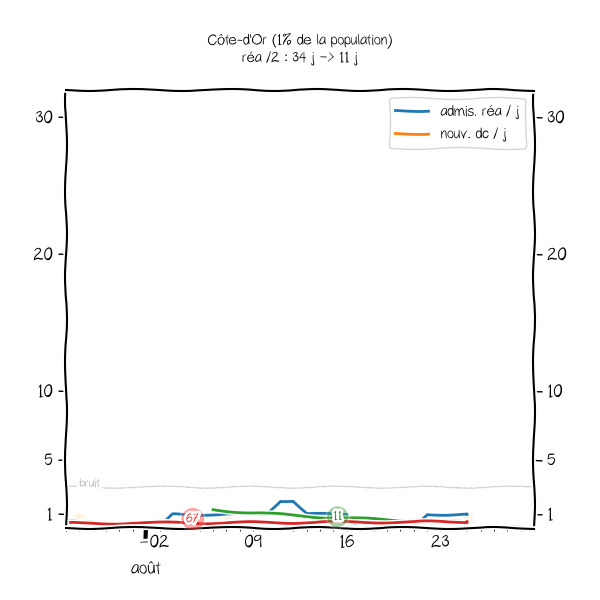 Côte-d'Or (1% de la population)
réa /2 : 34 j -> 11 j
admis. réa / j
nouv. dc / j
30
30
20
20
10
10
5
5
bruit
1
67
11
1
02
09
16
23
août